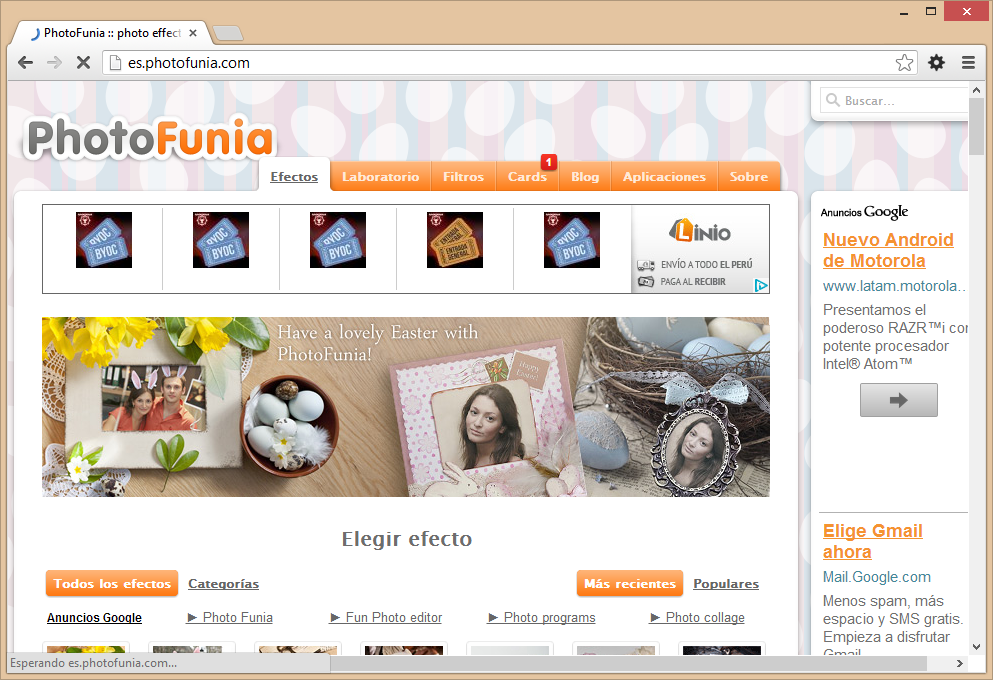 PhotoFunia :: photo effect
es.photofunia.com
Buscar...
PhotoFunia
1
Efectos
Laboratorio
Filtros
Cards
Blog
Aplicaciones
Sobre
BYOC
BYOC
BYOC
BYOC
BYOC
BYOC
ENTRADA GENERAL
ENTRADA GENERAL
BYOC
BYOC
LINIO
ENVÍO A TODO EL PERÚ
PAGA AL RECIBIR
Have a lovely Easter with
PhotoFunia!
Happy
Easter!
Elegir efecto
Todos los efectos
Categorías
Más recientes
Populares
Anuncios Google
► Photo Funia
► Fun Photo editor
► Photo programs
► Photo collage
Anuncios Google
Nuevo Android
de Motorola
www.latam.motorola...
Presentamos el
poderoso RAZR™i con
potente procesador
Intel® Atom™
Elige Gmail
ahora
Mail.Google.com
Menos spam, más
espacio y SMS gratis.
Empieza a disfrutar
Gmail
Esperando es.photofunia.com...